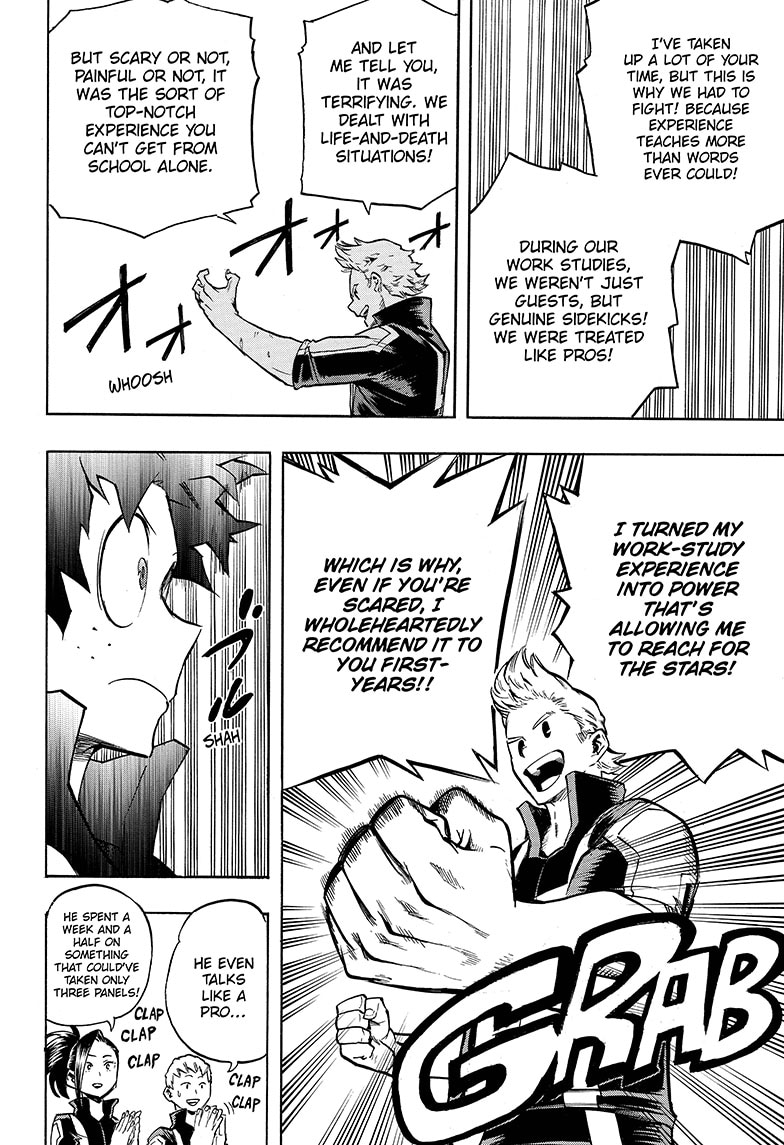 I'VE TAKEN
UP A LOT OF YOUR
TIME, BUT THIS IS
WHY WE HAD TO
FIGHT! BECAUSE
EXPERIENCE
TEACHES MORE
THAN WORDS
EVER COULD!
DURING OUR
WORK STUDIES,
WE WEREN'T JUST
GUESTS, BUT
GENUINE SIDEKICKS!
WE WERE TREATED
LIKE PROS!
AND LET
ME TELL YOU,
IT WAS
TERRIFYING. WE
DEALT WITH
LIFE-AND-DEATH
SITUATIONS!
BUT SCARY OR NOT,
PAINFUL OR NOT, IT
WAS THE SORT OF
TOP-NOTCH
EXPERIENCE YOU
CAN'T GET FROM
SCHOOL ALONE.
オオオオオ
WHOOSH
I TURNED MY
WORK-STUDY
EXPERIENCE
INTO POWER
THAT'S
ALLOWING ME
TO REACH FOR
THE STARS!
WHICH IS WHY,
EVEN IF YOU'RE
SCARED, I
WHOLEHEARTEDLY
RECOMMEND IT TO
YOU FIRST-
YEARS!!
GRAB
ブル
SHAH
HE EVEN
TALKS
LIKE A
PRO...
HE SPENT A
WEEK AND A
HALF ON
SOMETHING
THAT COULD'VE
TAKEN ONLY
THREE PANELS!
CLAP
CLAP
CLAP
CLAP
CLAP